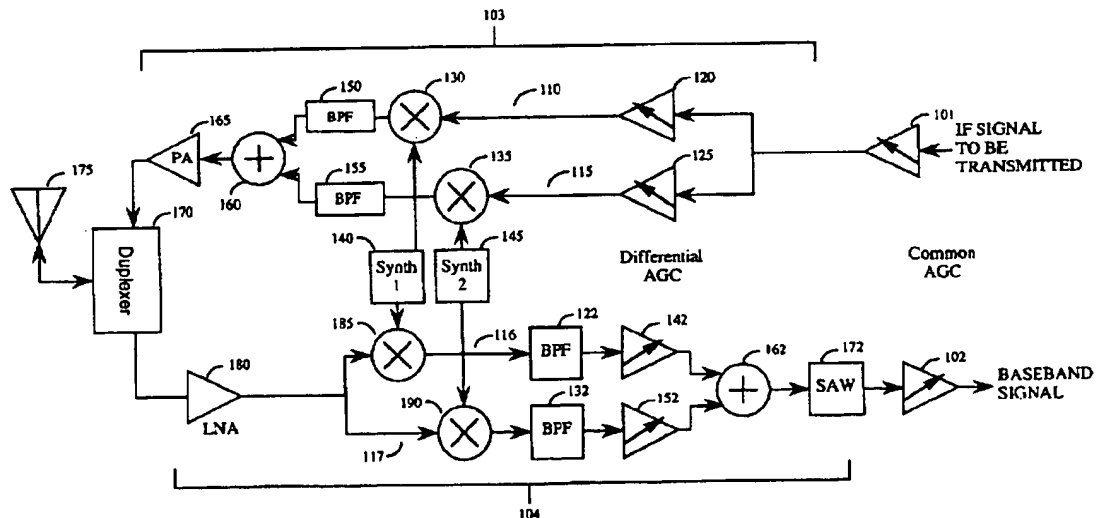 103
150
BPF
130
110
120
101
IF SIGNAL
TO BE
TRANSMITTED
165
PA
160
155
BPF
135
115
125
175
170
Duplexer
140
Synth
1
145
Synth
2
Differential
AGC
Common
AGC
185
116
122
BPF
142
162
172
SAW
102
BASEBAND
SIGNAL
180
LNA
190
117
132
BPF
152
104